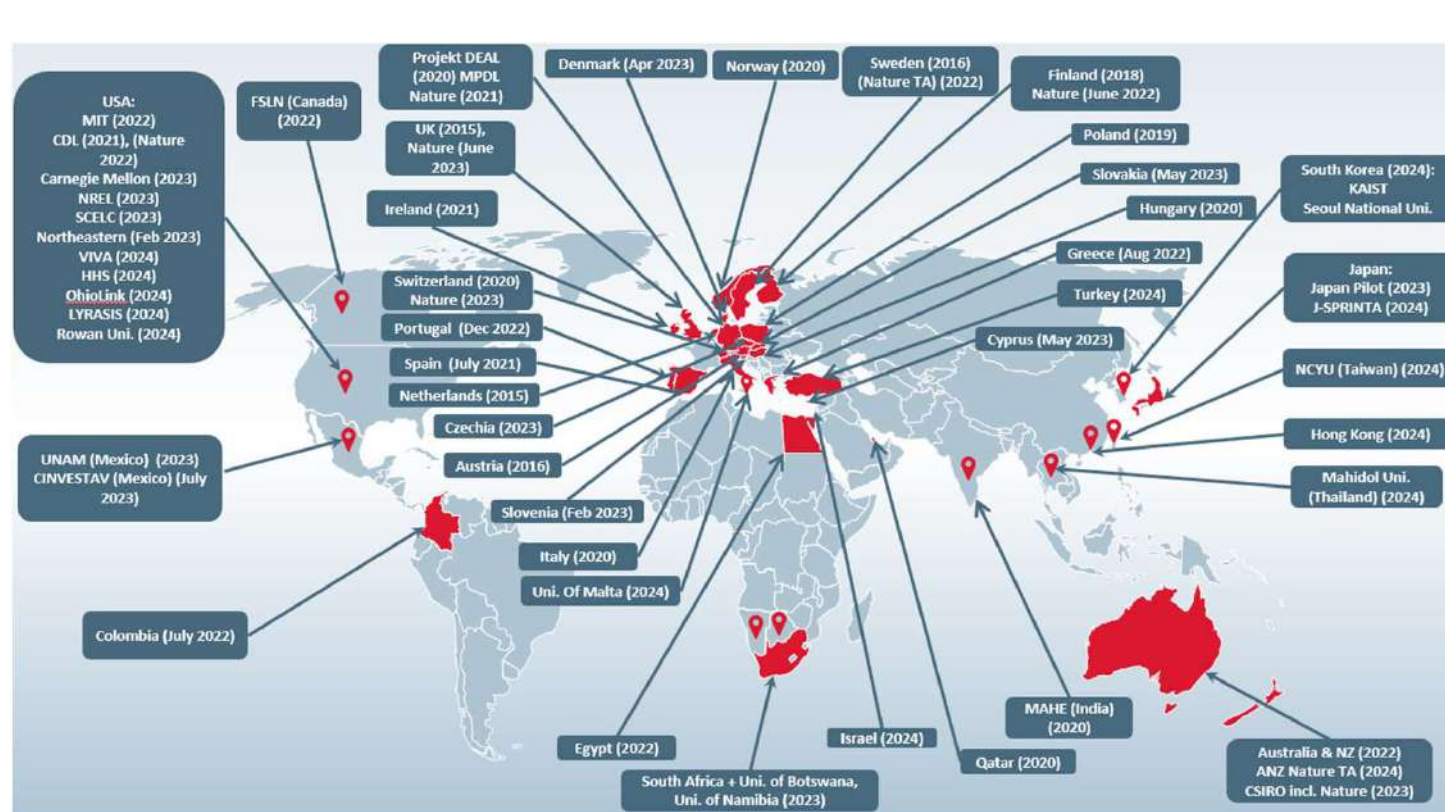 USA:
MIT (2022)
CDL (2021), (Nature
2022)
Carnegie Mellon (2023)
NREL (2023)
SCELC (2023)
Northeastern (Feb 2023)
VIVA (2024)
HHS (2024)
OhioLink (2024)
LYRASIS (2024)
Rowan Uni. (2024)
FSLN (Canada)
(2022)
Projekt DEAL
(2020) MPDL
Nature (2021)
Denmark (Apr 2023)
Norway (2020)
Sweden (2016)
(Nature TA) (2022)
Finland (2018)
Nature (June 2022)
UK (2015),
Nature (June
2023)
Poland (2019)
Slovakia (May 2023)
South Korea (2024):
KAIST
Seoul National Uni.
Ireland (2021)
Hungary (2020)
Greece (Aug 2022)
Switzerland (2020)
Nature (2023)
Turkey (2024)
Japan:
Japan Pilot (2023)
J-SPRINTA (2024)
Portugal (Dec 2022)
Cyprus (May 2023)
Spain (July 2021)
NCYU (Taiwan) (2024)
Netherlands (2015)
Czechia (2023)
Hong Kong (2024)
UNAM (Mexico) (2023)
CINVESTAV (Mexico) (July
2023)
Austria (2016)
Mahidol Uni.
(Thailand) (2024)
Slovenia (Feb 2023)
Italy (2020)
Uni. Of Malta (2024)
Colombia (July 2022)
MAHE (India)
(2020)
Egypt (2022)
Israel (2024)
Qatar (2020)
South Africa + Uni. of Botswana,
Uni. of Namibia (2023)
Australia & NZ (2022)
ANZ Nature TA (2024)
CSIRO incl. Nature (2023)